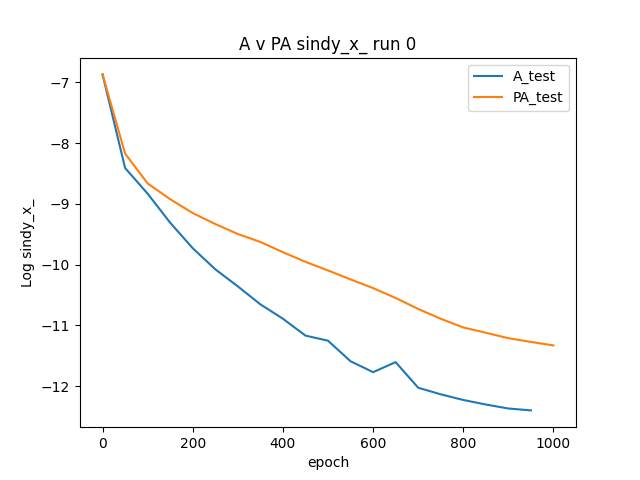 A v PA sindy_x_ run 0
A_test
PA_test
−7
−8
−9
−10
−11
−12
Log sindy_x_
0
200
400
600
800
1000
epoch